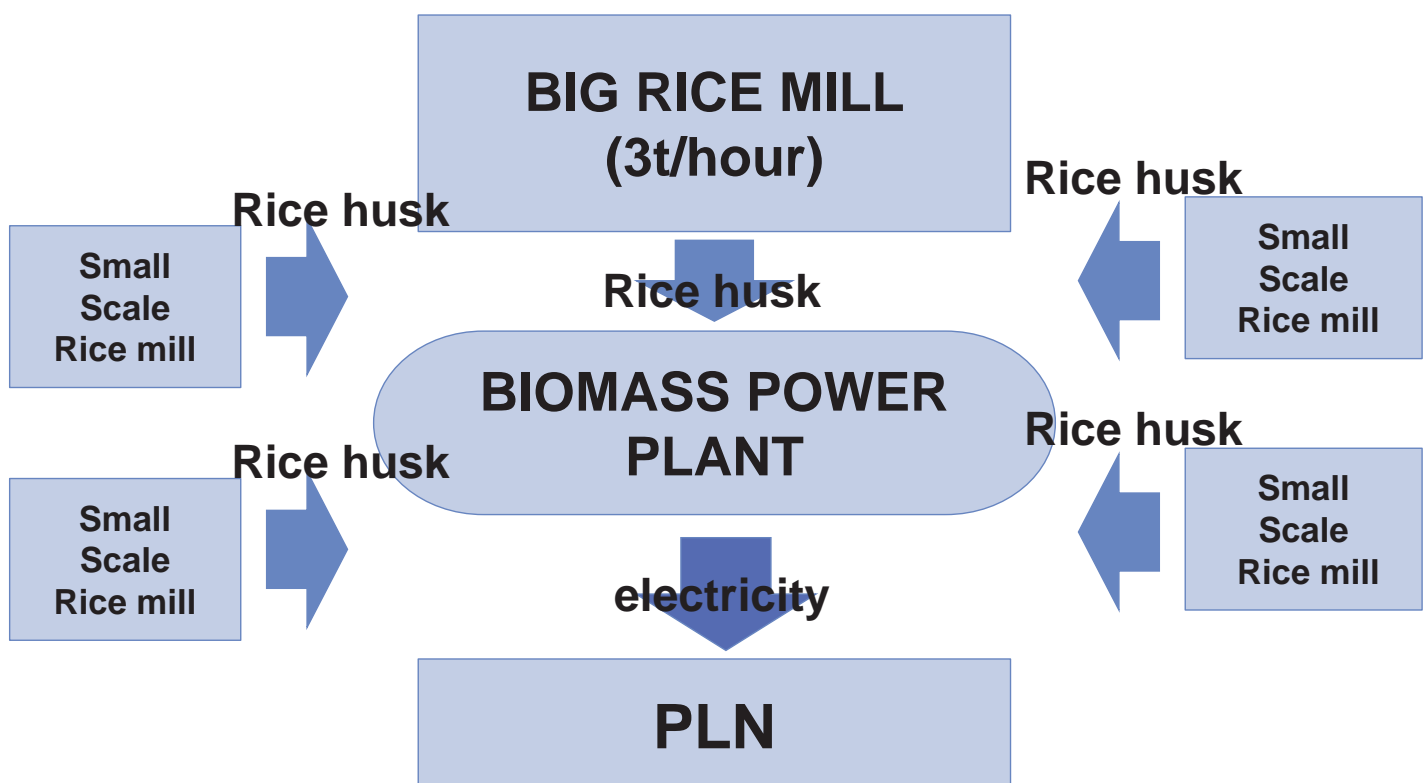 BIG RICE MILL
(3t/hour)
Rice husk
Rice husk
Small
Scale
Rice mill
Rice husk
Small
Scale
Rice mill
BIOMASS POWER
PLANT
Rice husk
Rice husk
Small
Scale
Rice mill
Small
Scale
Rice mill
electricity
PLN